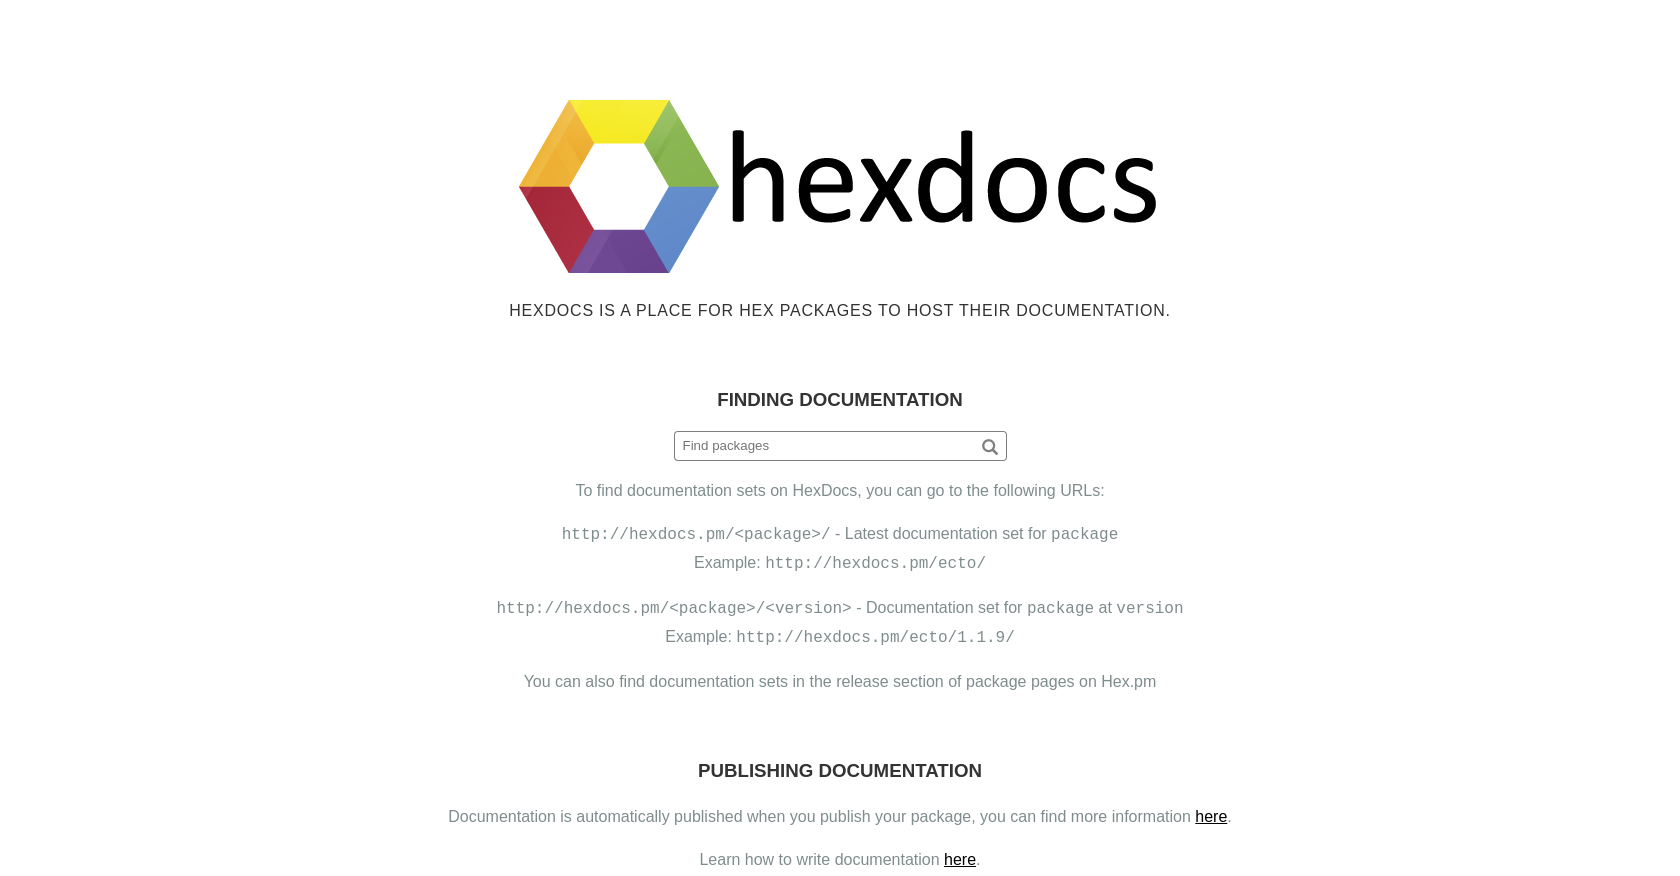 hexdocs
HEXDOCS IS A PLACE FOR HEX PACKAGES TO HOST THEIR DOCUMENTATION.
FINDING DOCUMENTATION
Find packages
To find documentation sets on HexDocs, you can go to the following URLs:
http://hexdocs.pm/<package>/ - Latest documentation set for package
Example: http://hexdocs.pm/ecto/
http://hexdocs.pm/<package>/<version> - Documentation set for package at version
Example: http://hexdocs.pm/ecto/1.1.9/
You can also find documentation sets in the release section of package pages on Hex.pm
PUBLISHING DOCUMENTATION
Documentation is automatically published when you publish your package, you can find more information here.
Learn how to write documentation here.